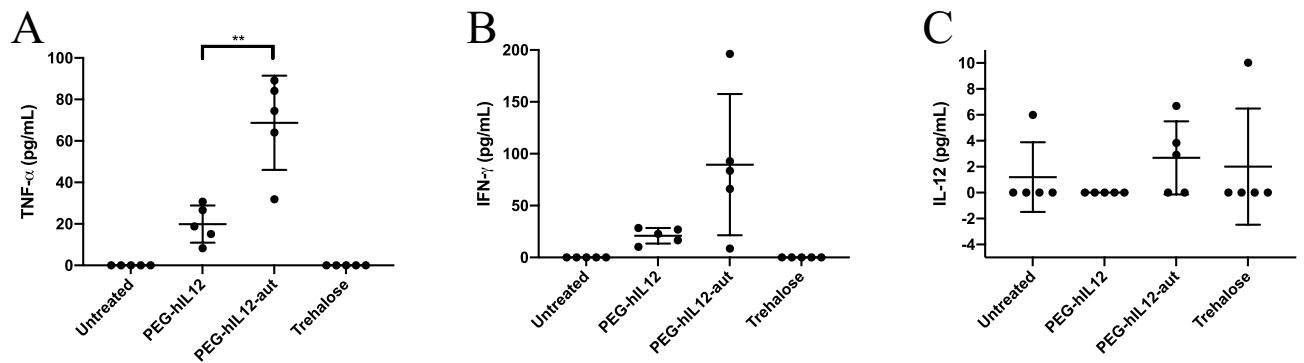 A
**
TNF-α (pg/mL)
100
80
60
40
20
0
Untreated
PEG-hIL12
PEG-hIL12-aut
Trehalose
B
IFN-γ (pg/mL)
200
150
100
50
0
Untreated
PEG-hIL12
PEG-hIL12-aut
Trehalose
C
IL-12 (pg/mL)
10
8
6
4
2
0
-2
-4
Untreated
PEG-hIL12
PEG-hIL12-aut
Trehalose